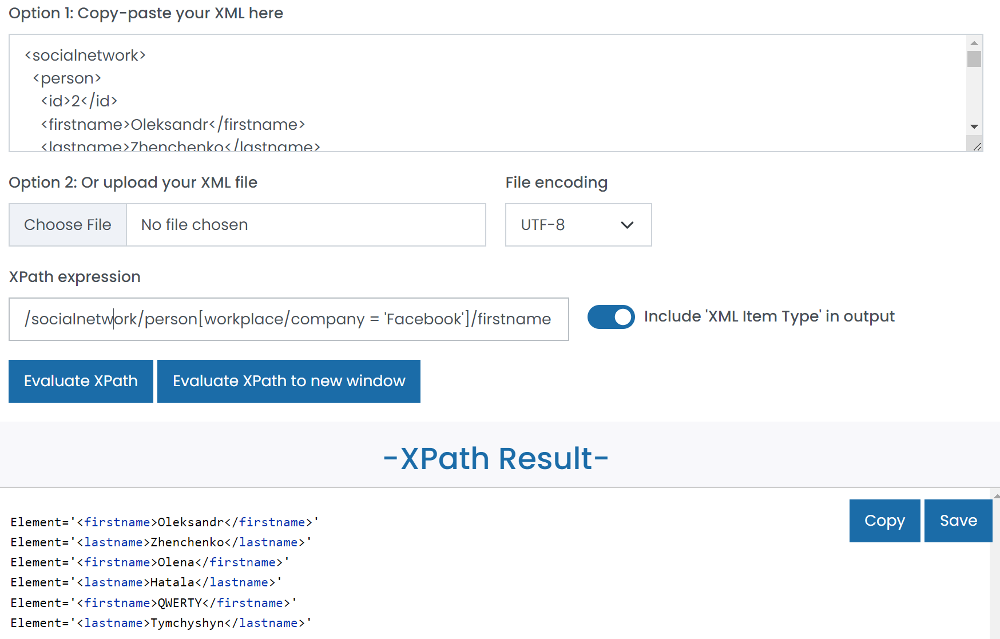 Option 1: Copy-paste your XML here
<socialnetwork>
<person>
<id>2</id>
<firstname>Oleksandr</firstname>
<lastname>Zhenchenko</lastname>
Option 2: Or upload your XML file
File encoding
Choose File
No file chosen
UTF-8
XPath expression
/socialnetwork/person[workplace/company = 'Facebook']/firstname
Include 'XML Item Type' in output
Evaluate XPath
Evaluate XPath to new window
-XPath Result-
Copy
Save
Element='<firstname>Oleksandr</firstname>'
Element='<lastname>Zhenchenko</lastname>'
Element='<firstname>Olena</firstname>'
Element='<lastname>Hatala</lastname>'
Element='<firstname>QWERTY</firstname>'
Element='<lastname>Tymchyshyn</lastname>'